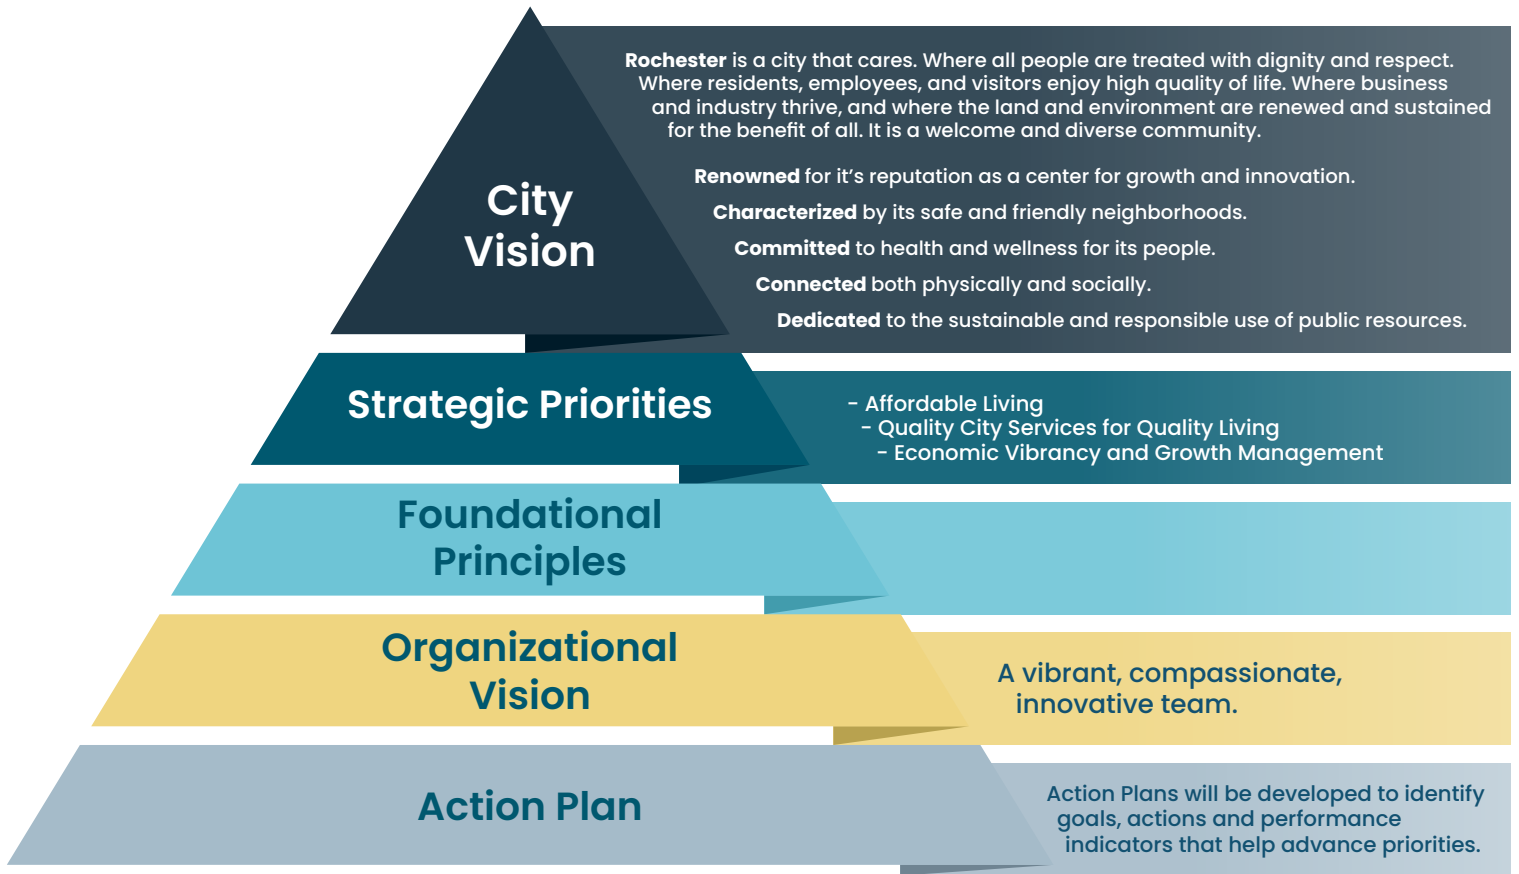 City
Vision
Rochester is a city that cares. Where all people are treated with dignity and respect.
Where residents, employees, and visitors enjoy high quality of life. Where business
and industry thrive, and where the land and environment are renewed and sustained
for the benefit of all. It is a welcome and diverse community.
Renowned for it's reputation as a center for growth and innovation.
Characterized by its safe and friendly neighborhoods.
Committed to health and wellness for its people.
Connected both physically and socially.
Dedicated to the sustainable and responsible use of public resources.
Strategic Priorities
- Affordable Living
- Quality City Services for Quality Living
- Economic Vibrancy and Growth Management
Foundational
Principles
Organizational
Vision
A vibrant, compassionate,
innovative team.
Action Plan
Action Plans will be developed to identify
goals, actions and performance
indicators that help advance priorities.